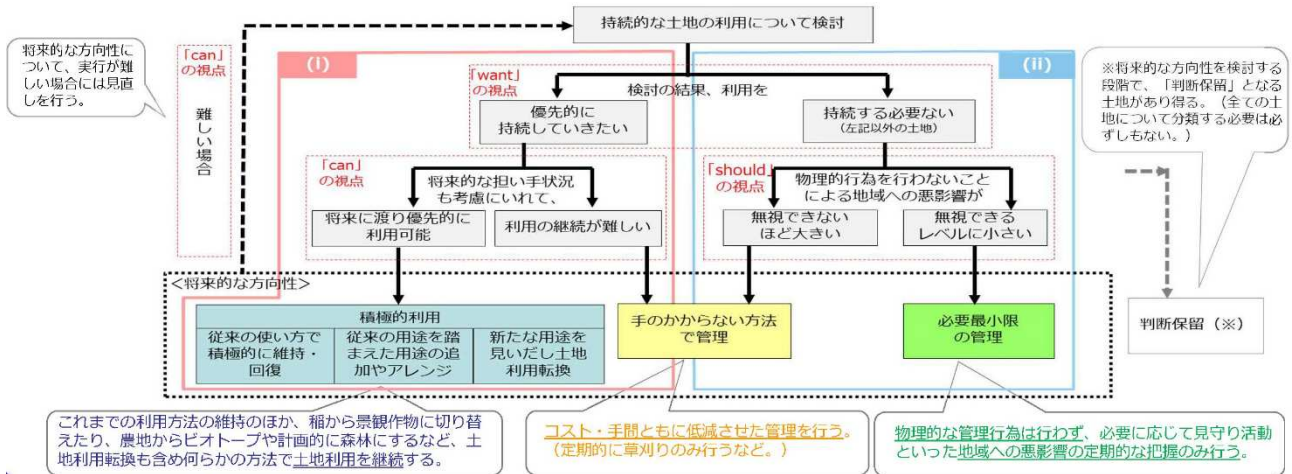 持続的な土地の利用について検討
将来的な方向性に
ついて、実行が難
しい場合には見直
しを行う。
「can」
の視点
難しい場合
(i)
(ii)
「want」
の視点
検討の結果、利用を
優先的に
持続していきたい
持続する必要ない
(左記以外の土地)
「can」
の視点
将来的な担い手状況
も考慮にいれて、
将来に渡り優先的に
利用可能
利用の継続が難しい
「should」
の視点
物理的行為を行わないこと
による地域への悪影響が
無視できない
ほど大きい
無視できる
レベルに小さい
※将来的な方向性を検討する
段階で、「判断保留」となる
土地があり得る。（全ての土
地について分類する必要は必
ずしもない。）
<将来的な方向性>
積極的利用
従来の使い方で
積極的に維持・
回復
従来の用途を踏
まえた用途の追
加やアレンジ
新たな用途を
見いだし土地
利用転換
手のかからない方法
で管理
必要最小限
の管理
判断保留（※）
これまでの利用方法の維持のほか、稲から景観作物に切り替
えたり、農地からビオトープや計画的に森林にするなど、土
地利用転換も含め何らかの方法で土地利用を継続する。
コスト・手間ともに低減させた管理を行う。
（定期的に草刈りのみ行うなど。）
物理的な管理行為は行わず、必要に応じて見守り活動
といった地域への悪影響の定期的な把握のみ行う。